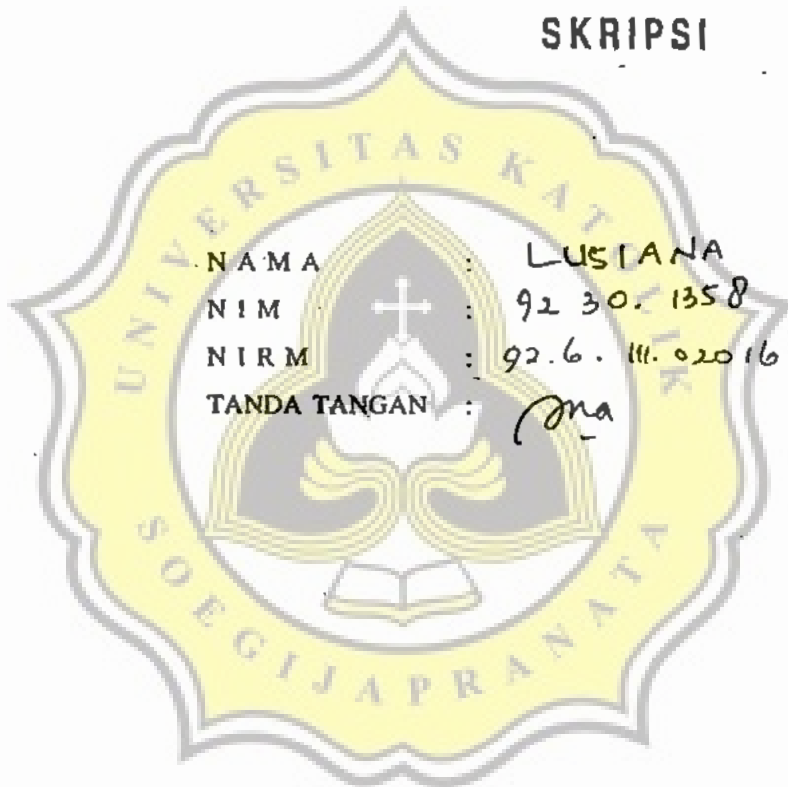 SKRIPSI
UNIVERSITAS KATOLIK
NAMA : LUSIANA
NIM : 92 30. 1358
NIRM : 92.6. 111. 02016
TANDA TANGAN :
SOEGIJAPRANATA